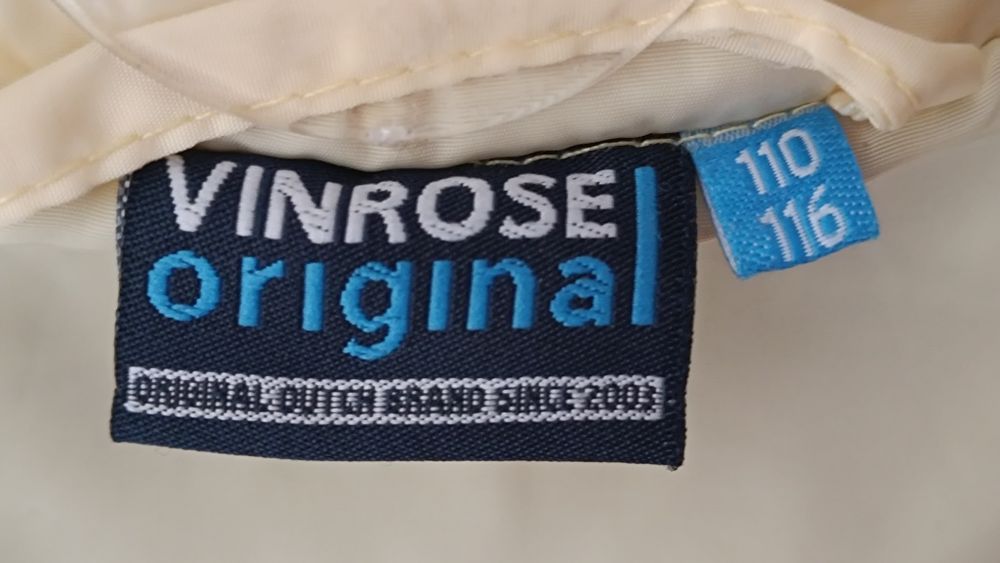 VINROSE
original
ORIGINAL DUTCH BRAND SINCE 2003
110
116